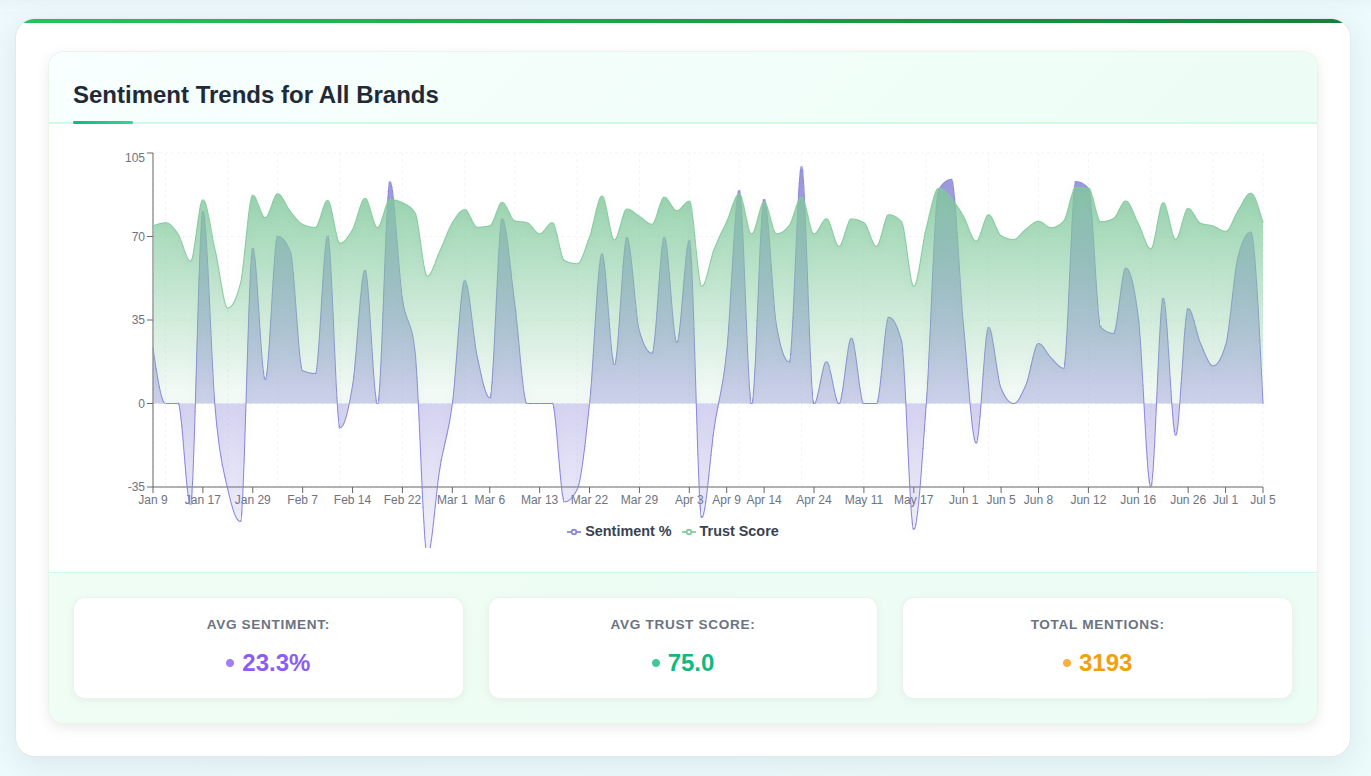 Sentiment Trends for All Brands
105
70
35
0
-35
Jan 9 Jan 17 Jan 29 Feb 7 Feb 14 Feb 22 Mar 1 Mar 6 Mar 13 Mar 22 Mar 29 Apr 3 Apr 9 Apr 14 Apr 24 May 11 May 17 Jun 1 Jun 5 Jun 8 Jun 12 Jun 16 Jun 26 Jul 1 Jul 5
Sentiment % Trust Score
AVG SENTIMENT: AVG TRUST SCORE: TOTAL MENTIONS:
23.3% 75.0 3193